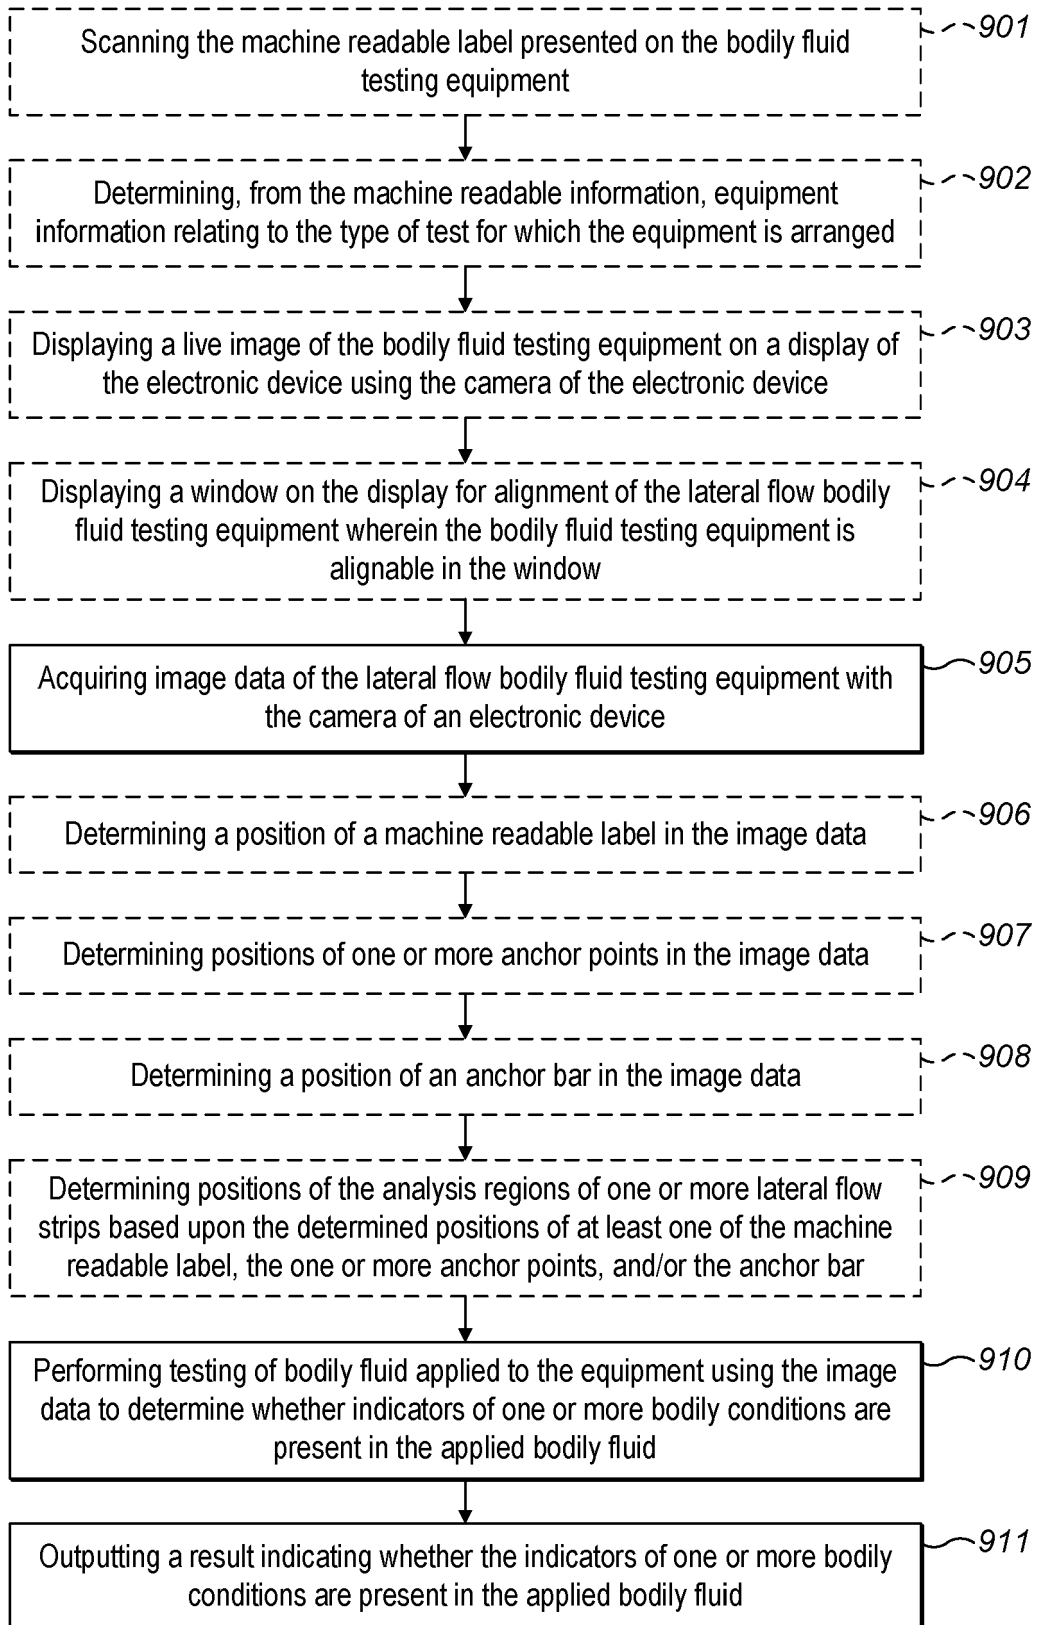 Scanning the machine readable label presented on the bodily fluid
testing equipment
901
Determining, from the machine readable information, equipment
information relating to the type of test for which the equipment is arranged
902
Displaying a live image of the bodily fluid testing equipment on a display of
the electronic device using the camera of the electronic device
903
Displaying a window on the display for alignment of the lateral flow bodily
fluid testing equipment wherein the bodily fluid testing equipment is
alignable in the window
904
Acquiring image data of the lateral flow bodily fluid testing equipment with
the camera of an electronic device
905
Determining a position of a machine readable label in the image data
906
Determining positions of one or more anchor points in the image data
907
Determining a position of an anchor bar in the image data
908
Determining positions of the analysis regions of one or more lateral flow
strips based upon the determined positions of at least one of the machine
readable label, the one or more anchor points, and/or the anchor bar
909
Performing testing of bodily fluid applied to the equipment using the image
data to determine whether indicators of one or more bodily conditions are
present in the applied bodily fluid
910
Outputting a result indicating whether the indicators of one or more bodily
conditions are present in the applied bodily fluid
911